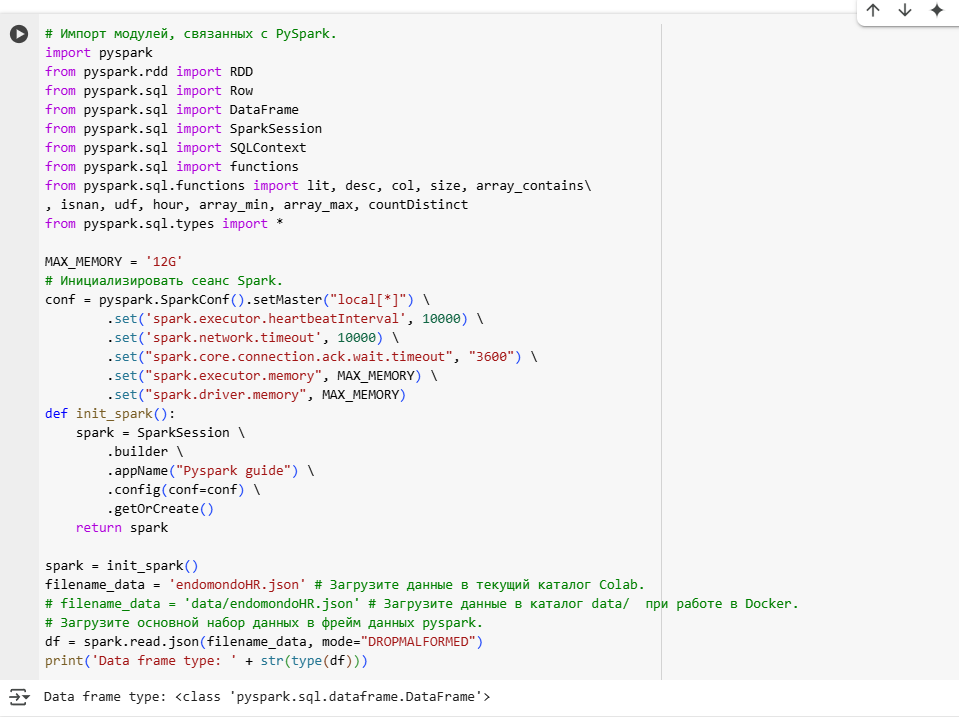 # Импорт модулей, связанных с PySpark.
import pyspark
from pyspark.rdd import RDD
from pyspark.sql import Row
from pyspark.sql import DataFrame
from pyspark.sql import SparkSession
from pyspark.sql import SQLContext
from pyspark.sql import functions
from pyspark.sql.functions import lit, desc, col, size, array_contains\
, isnan, udf, hour, array_min, array_max, countDistinct
from pyspark.sql.types import *

MAX_MEMORY = '12G'
# Инициализировать сеанс Spark.
conf = pyspark.SparkConf().setMaster("local[*]") \
        .set('spark.executor.heartbeatInterval', 10000) \
        .set('spark.network.timeout', 10000) \
        .set("spark.core.connection.ack.wait.timeout", "3600") \
        .set("spark.executor.memory", MAX_MEMORY) \
        .set("spark.driver.memory", MAX_MEMORY)
def init_spark():
    spark = SparkSession \
        .builder \
        .appName("Pyspark guide") \
        .config(conf=conf) \
        .getOrCreate()
    return spark

spark = init_spark()
filename_data = 'endomondoHR.json' # Загрузите данные в текущий каталог Colab.
# filename_data = 'data/endomondoHR.json' # Загрузите данные в каталог data/  при работе в Docker.
# Загрузите основной набор данных в фрейм данных pyspark.
df = spark.read.json(filename_data, mode="DROPMALFORMED")
print('Data frame type: ' + str(type(df)))
Data frame type: <class 'pyspark.sql.dataframe.DataFrame'>